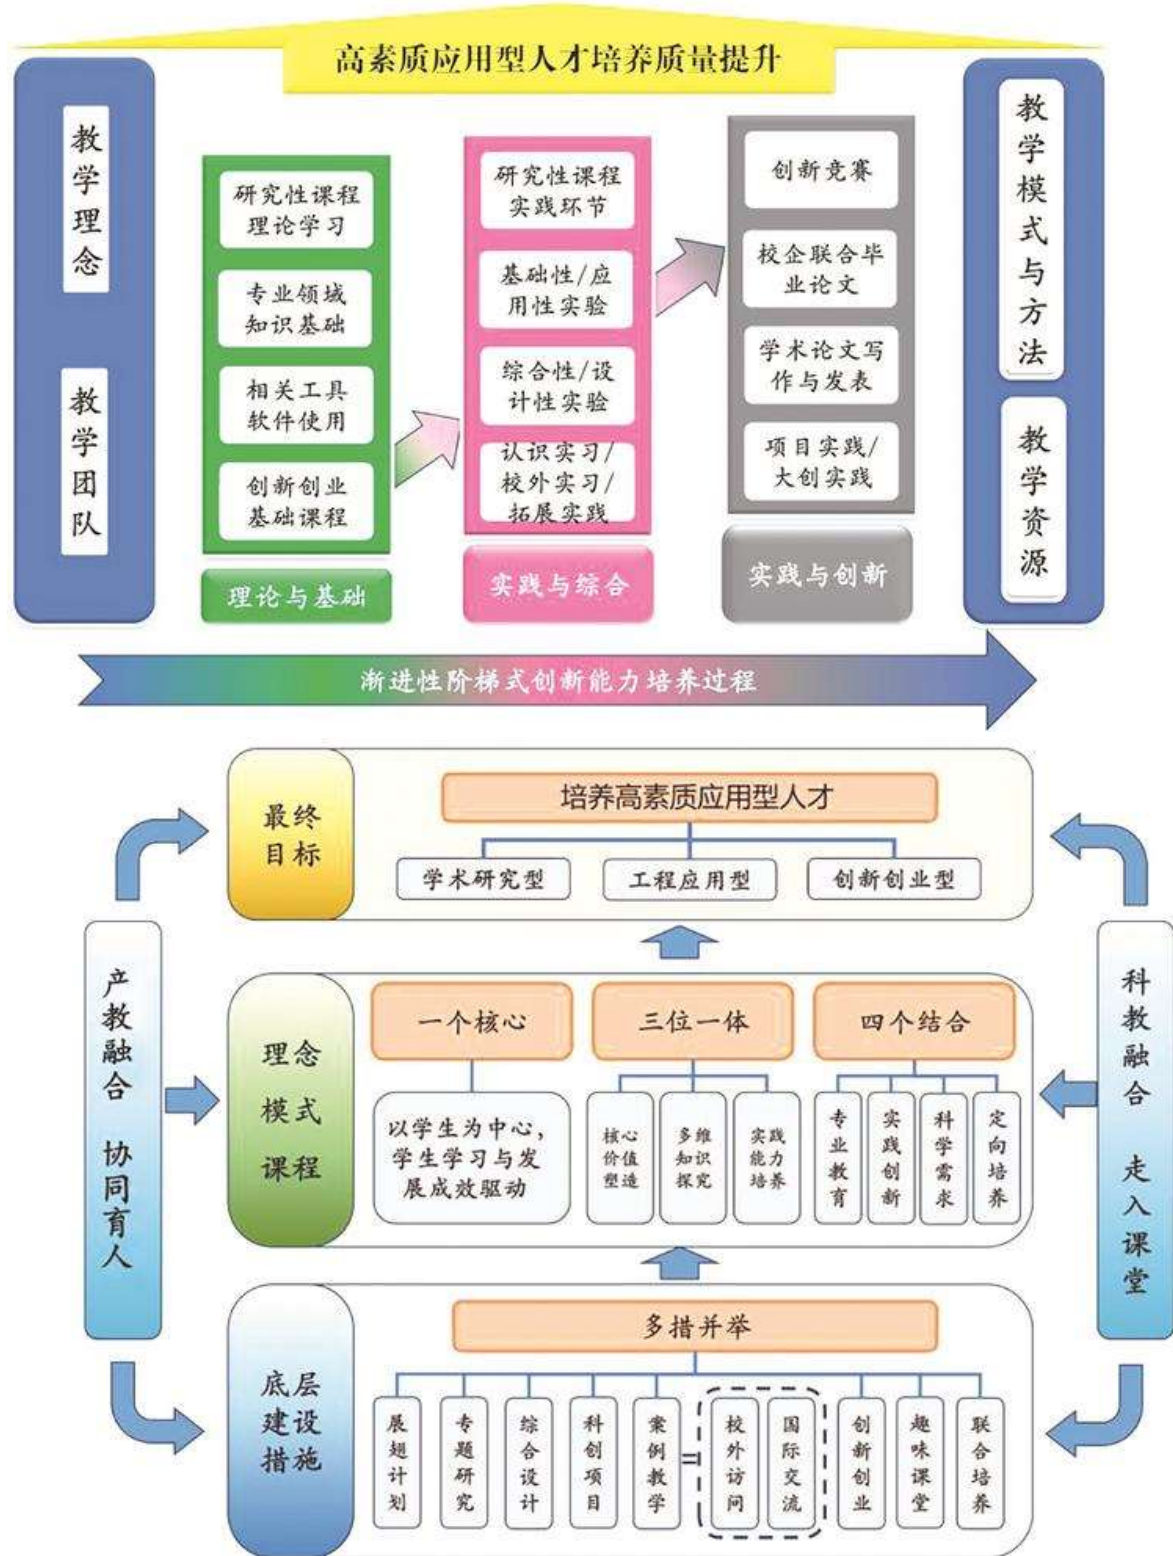 高素质应用型人才培养质量提升
教学理念
教学团队
研究性课程
理论学习
专业领域
知识基础
相关工具
软件使用
创新创业
基础课程
理论与基础
研究性课程
实践环节
基础性/应
用性实验
综合性/设
计性实验
认识实习/
校外实习/
拓展实践
实践与综合
创新竞赛
校企联合毕
业论文
学术论文写
作与发表
项目实践/
大创实践
实践与创新
教学模式与方法
教学资源
渐进性阶梯式创新能力培养过程
产教融合 协同育人
最终
目标
培养高素质应用型人才
学术研究型
工程应用型
创新创业型
理念
模式
课程
一个核心
以学生为中心,
学生学习与发
展成效驱动
三位一体
核心
价值
塑造
多维
知识
探究
实践
能力
培养
四个结合
专业教育
实践创新
科学需求
定向培养
底层
建设
措施
多措并举
展翅计划
专题研究
综合设计
科创项目
案例教学
=
校外访问
国际交流
创新创业
趣味课堂
联合培养
科教融合 走入课堂